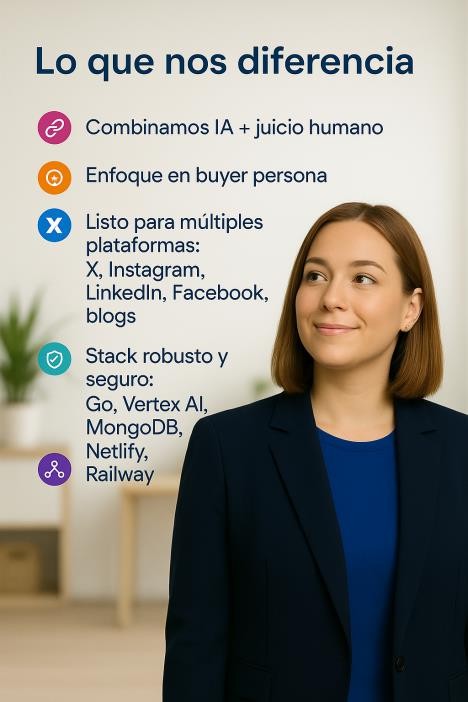 Lo que nos diferencia
Combinamos IA + juicio humano
Enfoque en buyer persona
X
Listo para múltiples
plataformas:
X, Instagram,
LinkedIn, Facebook,
blogs
Stack robusto y
seguro:
Go, Vertex AI,
MongoDB,
Netlify,
Railway